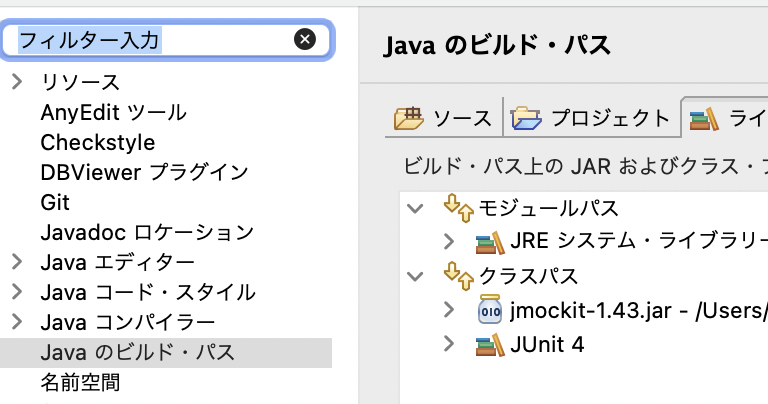 フィルター入力
リソース
AnyEdit ツール
Checkstyle
DBViewer プラグイン
Git
Javadoc ロケーション
Java エディター
Java コード・スタイル
Java コンパイラー
Java のビルド・パス
名前空間
Java のビルド・パス
ソース
プロジェクト
ライ
ビルド・パス上の JAR およびクラス・フ
モジュールパス
JRE システム・ライブラリー
クラスパス
jmockit-1.43.jar - /Users/
JUnit 4